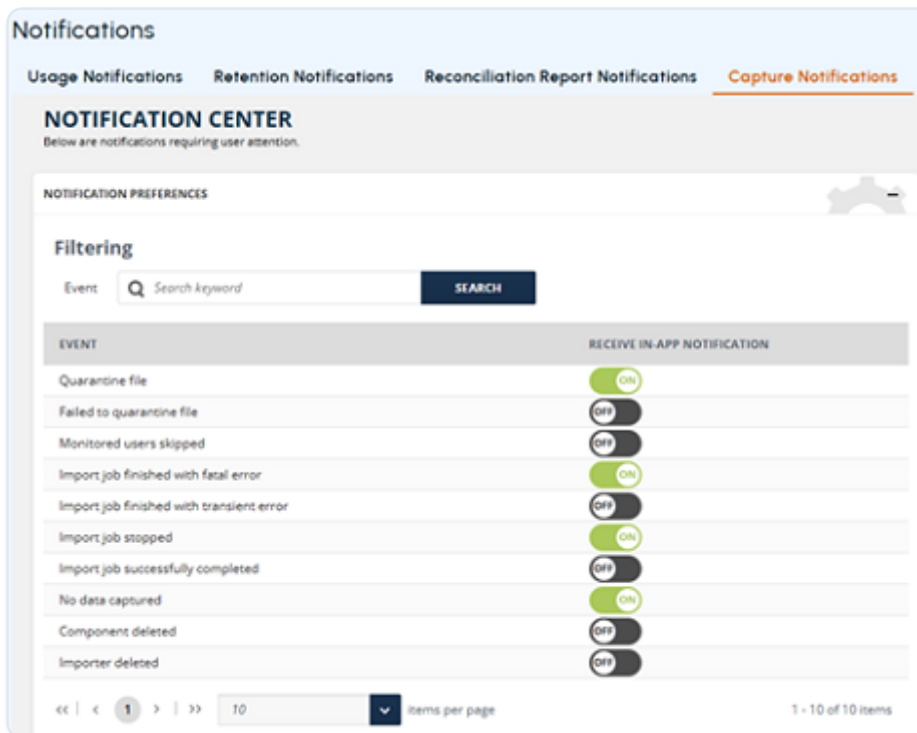 Notifications
Usage Notifications Retention Notifications Reconciliation Report Notifications Capture Notifications
NOTIFICATION CENTER
Below are notifications requiring user attention.
NOTIFICATION PREFERENCES
Filtering
Event Search keyword SEARCH
EVENT RECEIVE IN-APP NOTIFICATION
Quarantine file ON
Failed to quarantine file OFF
Monitored users skipped OFF
Import job finished with fatal error ON
Import job finished with transient error OFF
Import job stopped ON
Import job successfully completed OFF
No data captured ON
Component deleted OFF
Importer deleted OFF
<< | < 1 > | >> 10 items per page 1 - 10 of 10 items